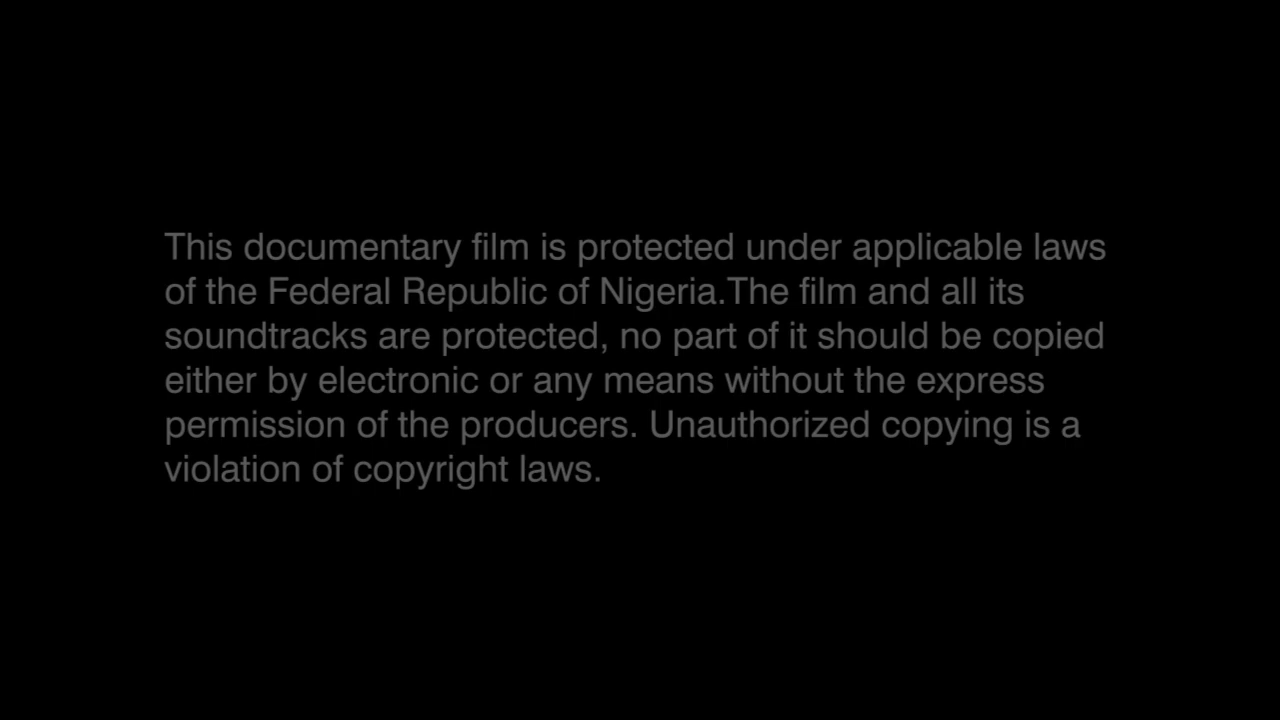 This documentary film is protected under applicable laws
of the Federal Republic of Nigeria.The film and all its
soundtracks are protected, no part of it should be copied
either by electronic or any means without the express
permission of the producers. Unauthorized copying is a
violation of copyright laws.